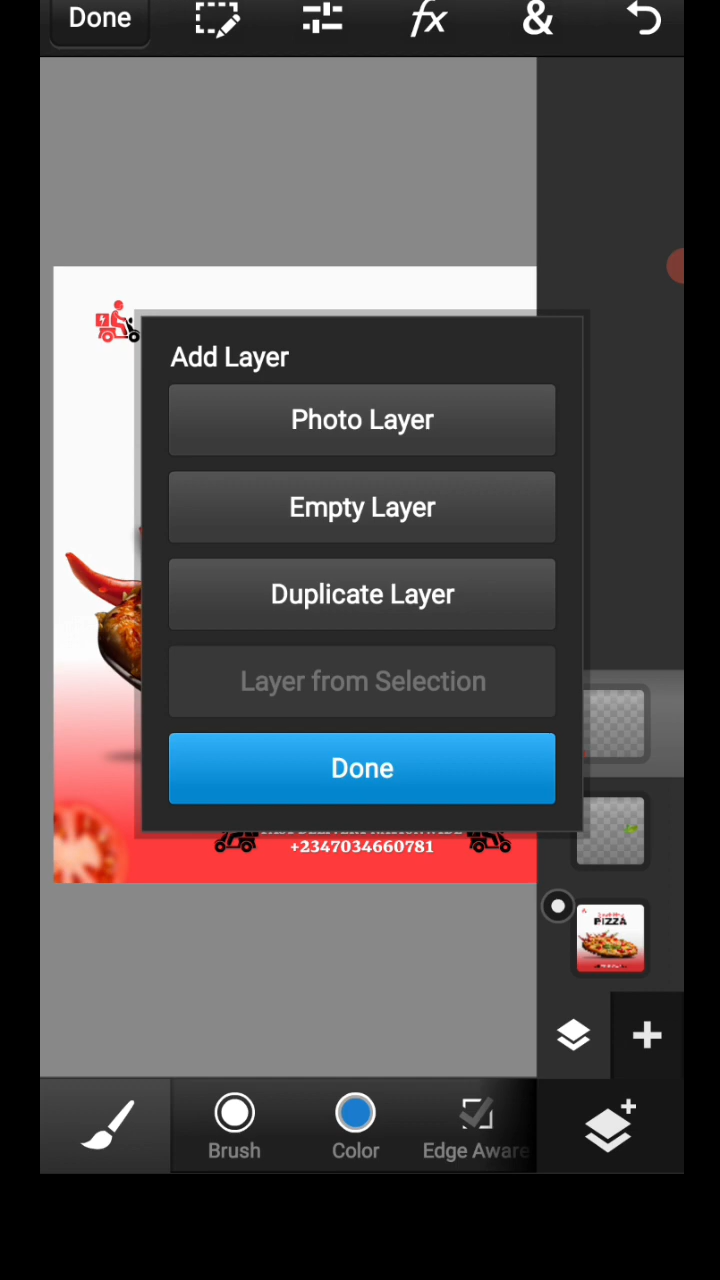 Done
fx
&
Add Layer
Photo Layer
Empty Layer
Duplicate Layer
Layer from Selection
Done
+2347034660781
PIZZA
Brush
Color
Edge Aware